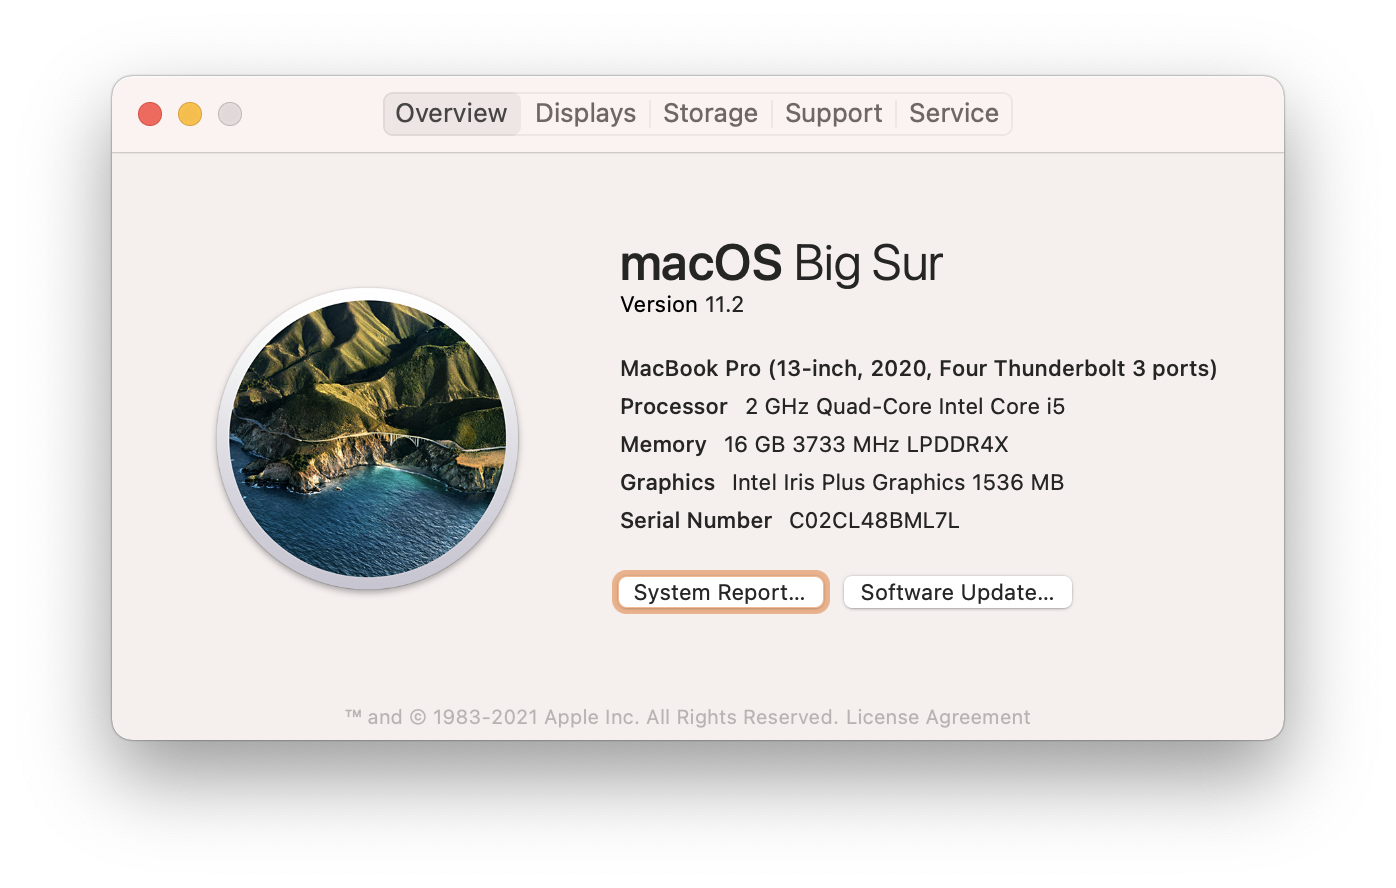 Overview Displays Storage Support Service
macOS Big Sur
Version 11.2
MacBook Pro (13-inch, 2020, Four Thunderbolt 3 ports)
Processor 2 GHz Quad-Core Intel Core i5
Memory 16 GB 3733 MHz LPDDR4X
Graphics Intel Iris Plus Graphics 1536 MB
Serial Number C02CL48BML7L
System Report... Software Update...
™ and © 1983-2021 Apple Inc. All Rights Reserved. License Agreement